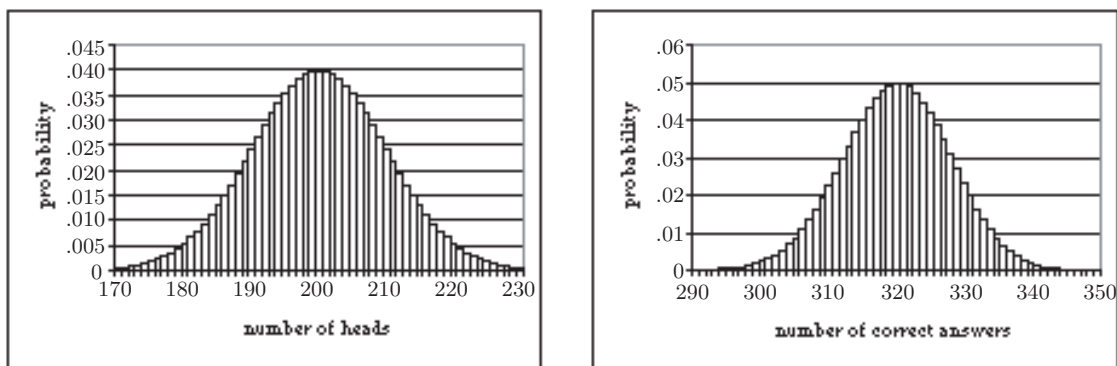 .045
.040
.035
.030
.025
.020
.015
.010
.005
0
probability
170 180 190 200 210 220 230
number of heads
.06
.05
.04
.03
.02
.01
0
probability
290 300 310 320 330 340 350
number of correct answers